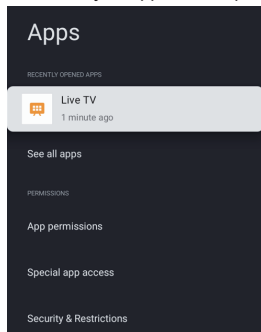 Apps
RECENTLY OPENED APPS
Live TV
1 minute ago
See all apps
PERMISSIONS
App permissions
Special app access
Security & Restrictions